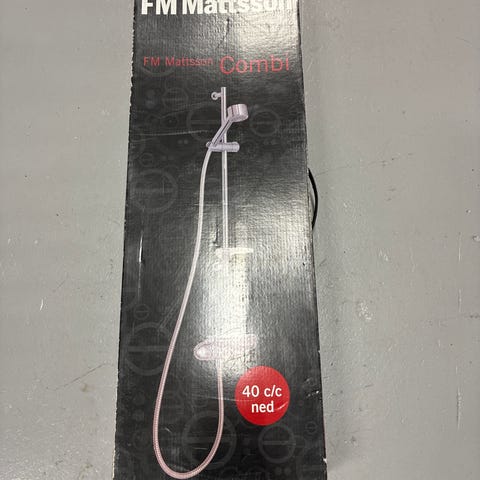 FM Mattsson
FM Mattsson Combi
40 c/c
ned